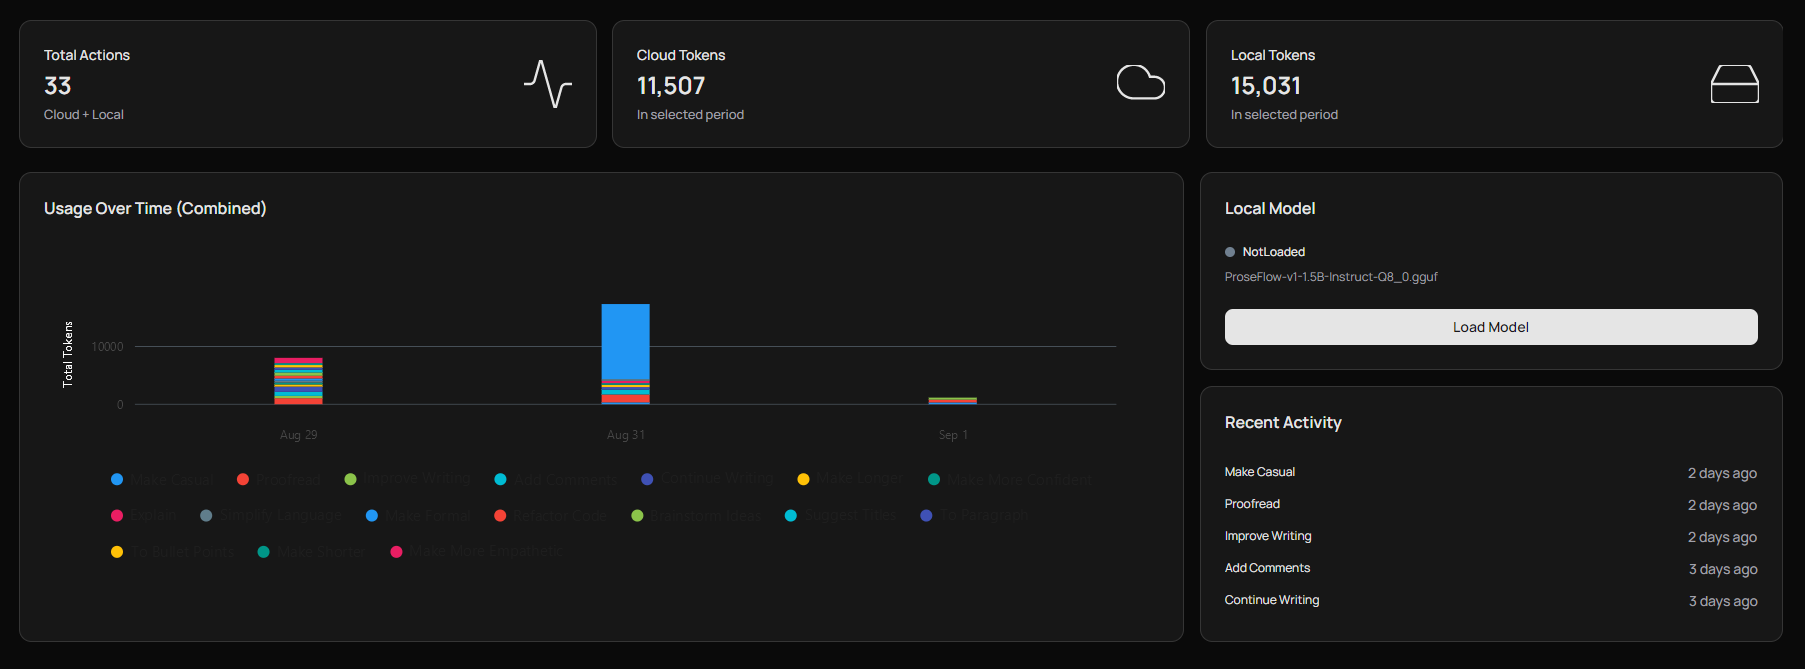 Total Actions
33
Cloud + Local
Cloud Tokens
11,507
In selected period
Local Tokens
15,031
In selected period
Usage Over Time (Combined)
Total Tokens
10000
0
Aug 29
Aug 31
Sep 1
Make Casual
Proofread
Improve Writing
Add Comments
Continue Writing
Make Longer
Make More Confident
Explain
Simplify Language
Make Formal
Refactor Code
Brainstorm Ideas
Suggest Titles
To Paragraph
To Bullet Points
Make Shorter
Make More Empathetic
Local Model
NotLoaded
ProseFlow-v1-1.5B-Instruct-Q8_0.gguf
Load Model
Recent Activity
Make Casual 2 days ago
Proofread 2 days ago
Improve Writing 2 days ago
Add Comments 3 days ago
Continue Writing 3 days ago